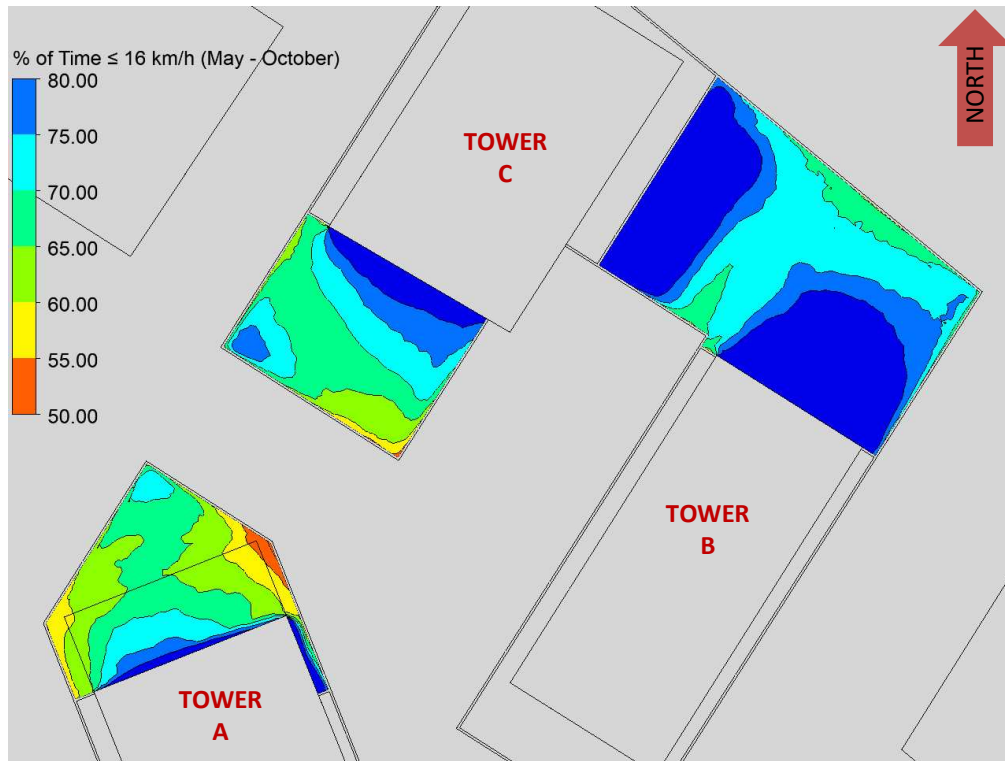 % of Time ≤ 16 km/h (May - October)
80.00
75.00
70.00
65.00
60.00
55.00
50.00
NORTH
TOWER
C
TOWER
B
TOWER
A